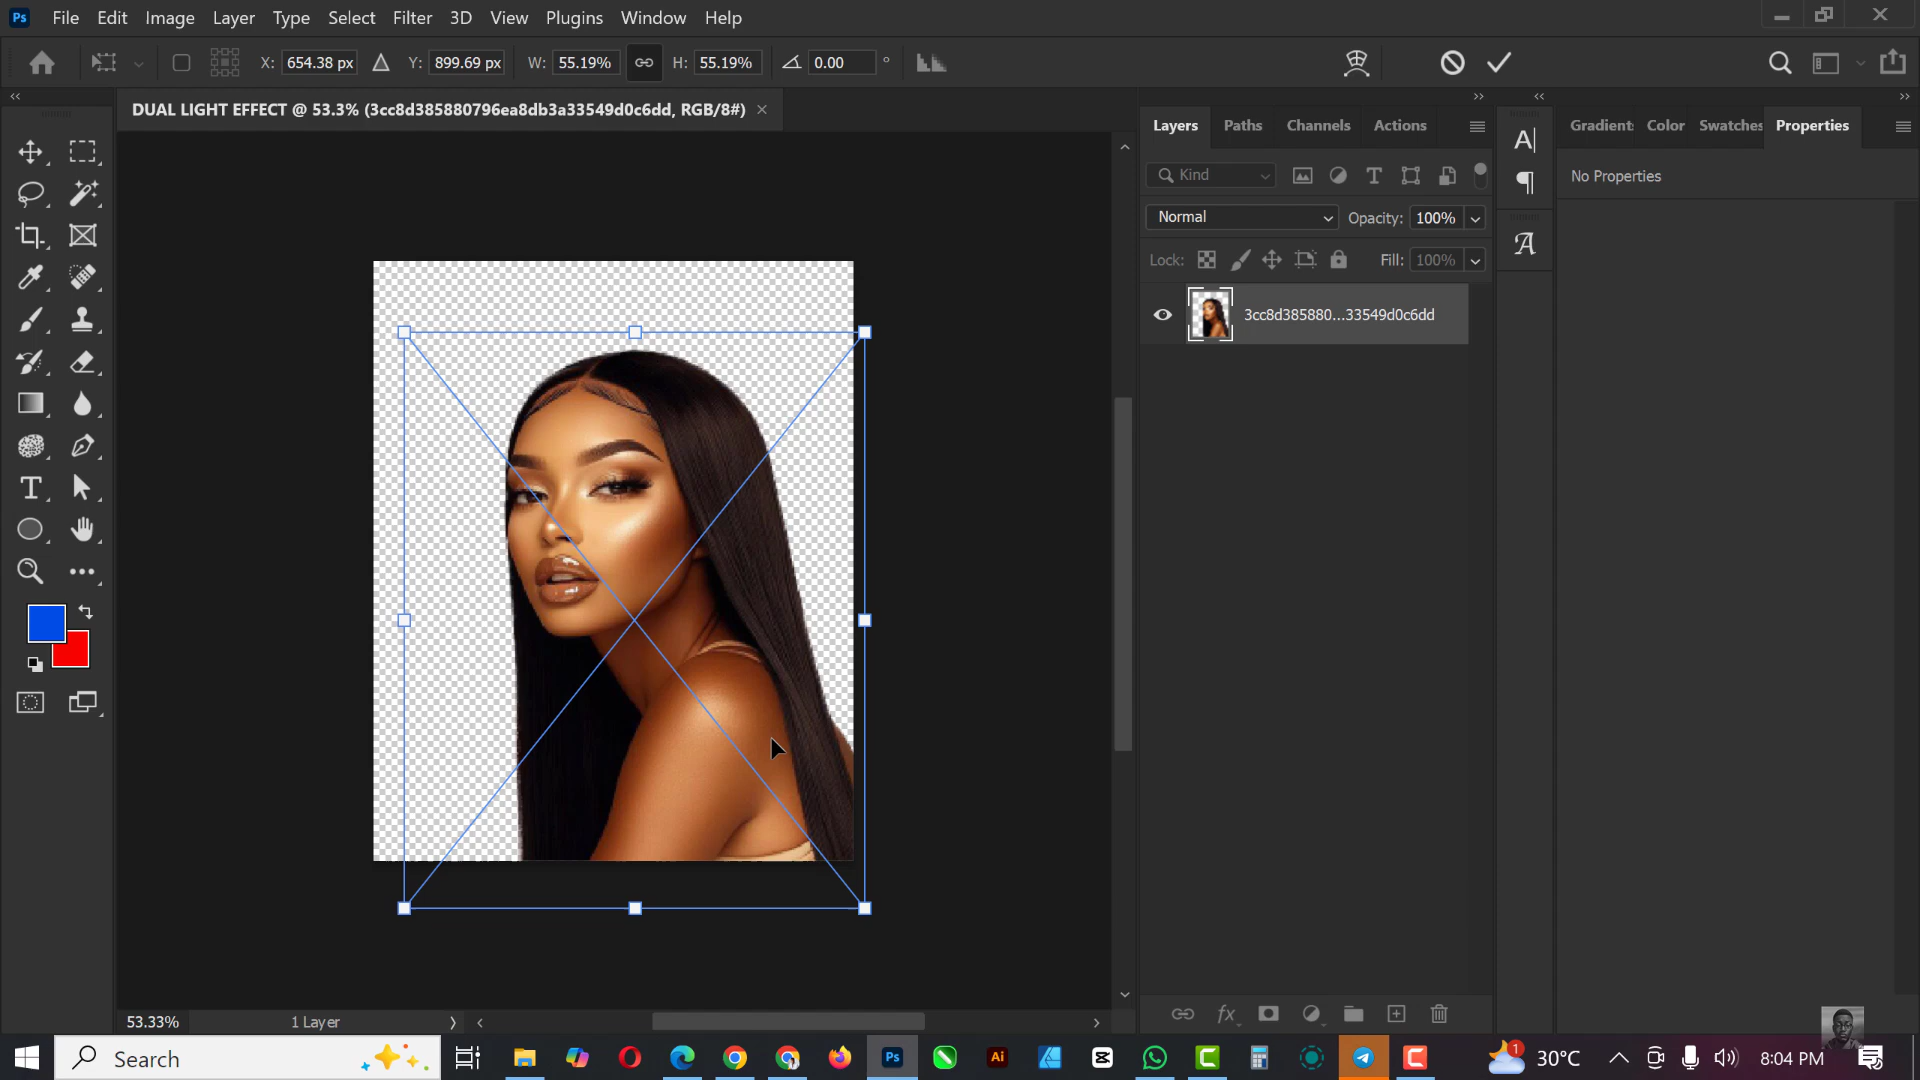 Ps File Edit Image Layer Type Select Filter 3D View Plugins Window Help
X: 654.38 px Y: 899.69 px W: 55.19% H: 55.19% 0.00 °
DUAL LIGHT EFFECT @ 53.3% (3cc8d385880796ea8db3a33549d0c6dd, RGB/8#) ×
Layers Paths Channels Actions
Gradients Color Swatches Properties
Kind
No Properties
Normal Opacity: 100%
Lock: Fill: 100%
3cc8d385880...33549d0c6dd
53.33% 1 Layer
Search
Ps Ai
1 30°C 8:04 PM